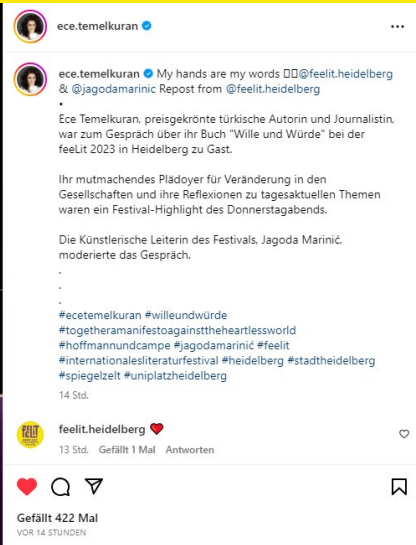 ece.temelkuran
ece.temelkuran My hands are my words @feelit.heidelberg
& @jagodamarinic Repost from @feelit.heidelberg
•
Ece Temelkuran, preisgekrönte türkische Autorin und Journalistin,
war zum Gespräch über ihr Buch "Wille und Würde" bei der
feeLit 2023 in Heidelberg zu Gast.
Ihr mutmachendes Plädoyer für Veränderung in den
Gesellschaften und ihre Reflexionen zu tagesaktuellen Themen
waren ein Festival-Highlight des Donnerstagabends.
Die Künstlerische Leiterin des Festivals, Jagoda Marinić,
moderierte das Gespräch.
.
.
.
#ecetemelkuran #willeundwürde
#togetheramanifestoagainsttheheartlessworld
#hoffmannundcampe #jagodamarinić #feelit
#internationalesliteraturfestival #heidelberg #stadtheidelberg
#spiegelzelt #uniplatzheidelberg
14 Std.
feelit.heidelberg
13 Std. Gefällt 1 Mal Antworten
Gefällt 422 Mal
VOR 14 STUNDEN